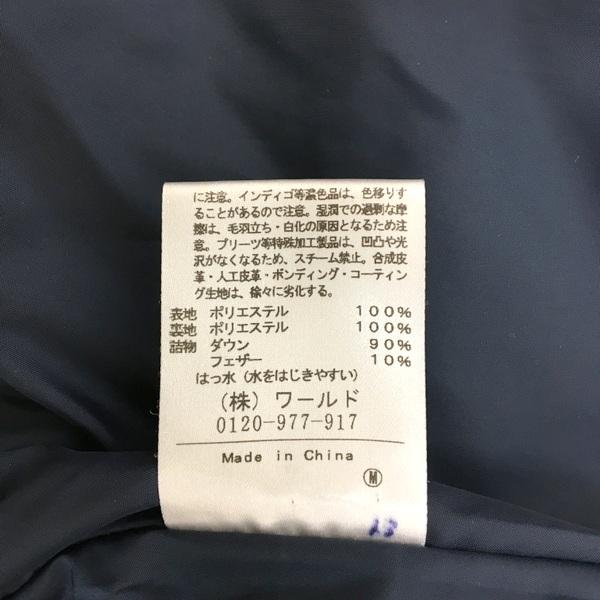 に注意。インディゴ等濃色品は、色移りす
ることがあるので注意。湿潤での過剰な摩
擦は、毛羽立ち・白化の原因となるため注
意。プリーツ等特殊加工製品は、凹凸や光
沢がなくなるため、スチーム禁止。合成皮
革・人工皮革・ボンディング・コーティン
グ生地は、徐々に劣化する。
表地 ポリエステル 100%
裏地 ポリエステル 100%
詰物 ダウン 90%
フェザー 10%
はっ水（水をはじきやすい）
（株）ワールド
0120-977-917
Made in China
M
23